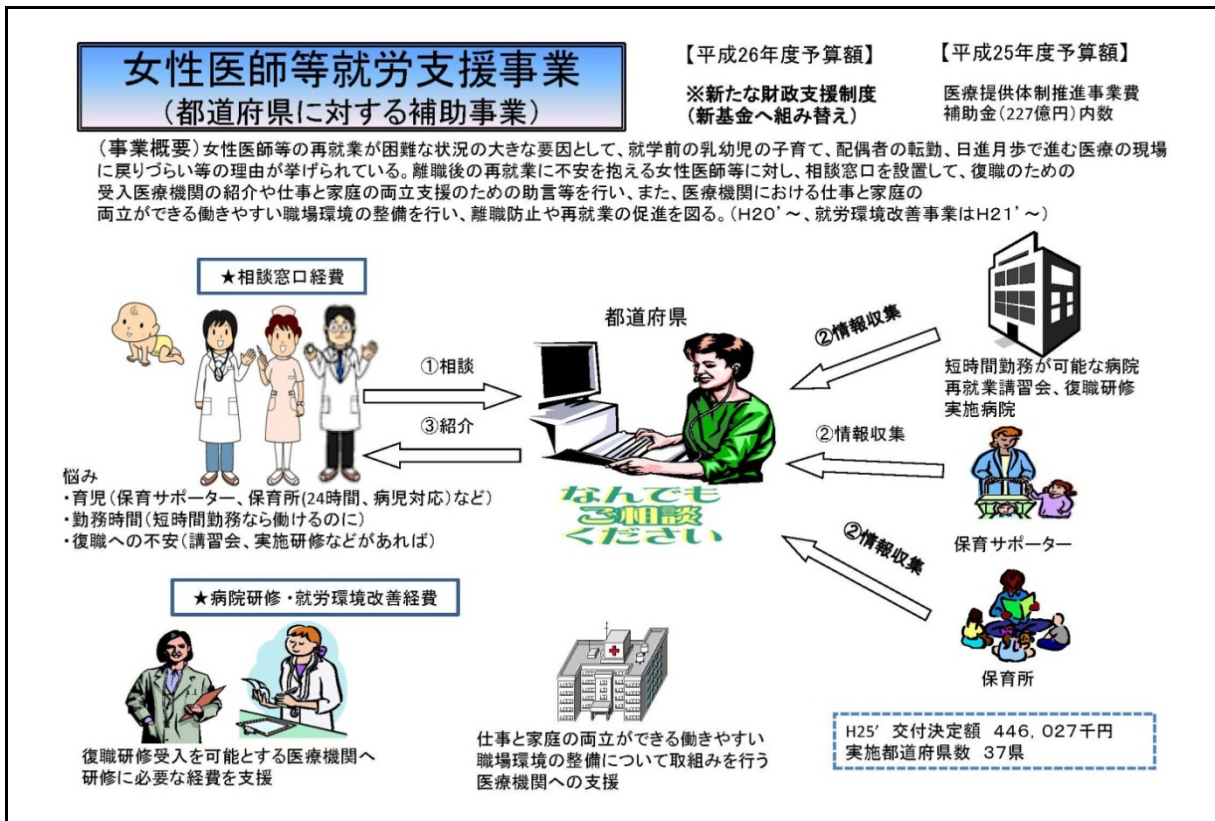 女性医師等就労支援事業
(都道府県に対する補助事業)
【平成26年度予算額】
※新たな財政支援制度
(新基金へ組み替え)
【平成25年度予算額】
医療提供体制推進事業費
補助金(227億円)内数
(事業概要)女性医師等の再就業が困難な状況の大きな要因として、就学前の乳幼児の子育て、配偶者の転勤、日進月歩で進む医療の現場
に戻りづらい等の理由が挙げられている。離職後の再就業に不安を抱える女性医師等に対し、相談窓口を設置して、復職のための
受入医療機関の紹介や仕事と家庭の両立支援のための助言等を行い、また、医療機関における仕事と家庭の
両立ができる働きやすい職場環境の整備を行い、離職防止や再就業の促進を図る。(H20'~、就労環境改善事業はH21'~)
★相談窓口経費
①相談
③紹介
都道府県
なんでも
ご相談
ください
②情報収集
短時間勤務が可能な病院
再就業講習会、復職研修
実施病院
②情報収集
保育サポーター
②情報収集
保育所
悩み
・育児(保育サポーター、保育所(24時間、病児対応)など)
・勤務時間(短時間勤務なら働けるのに)
・復職への不安(講習会、実施研修などがあれば)
★病院研修・就労環境改善経費
復職研修受入を可能とする医療機関へ
研修に必要な経費を支援
仕事と家庭の両立ができる働きやすい
職場環境の整備について取組みを行う
医療機関への支援
H25' 交付決定額 446,027千円
実施都道府県数 37県